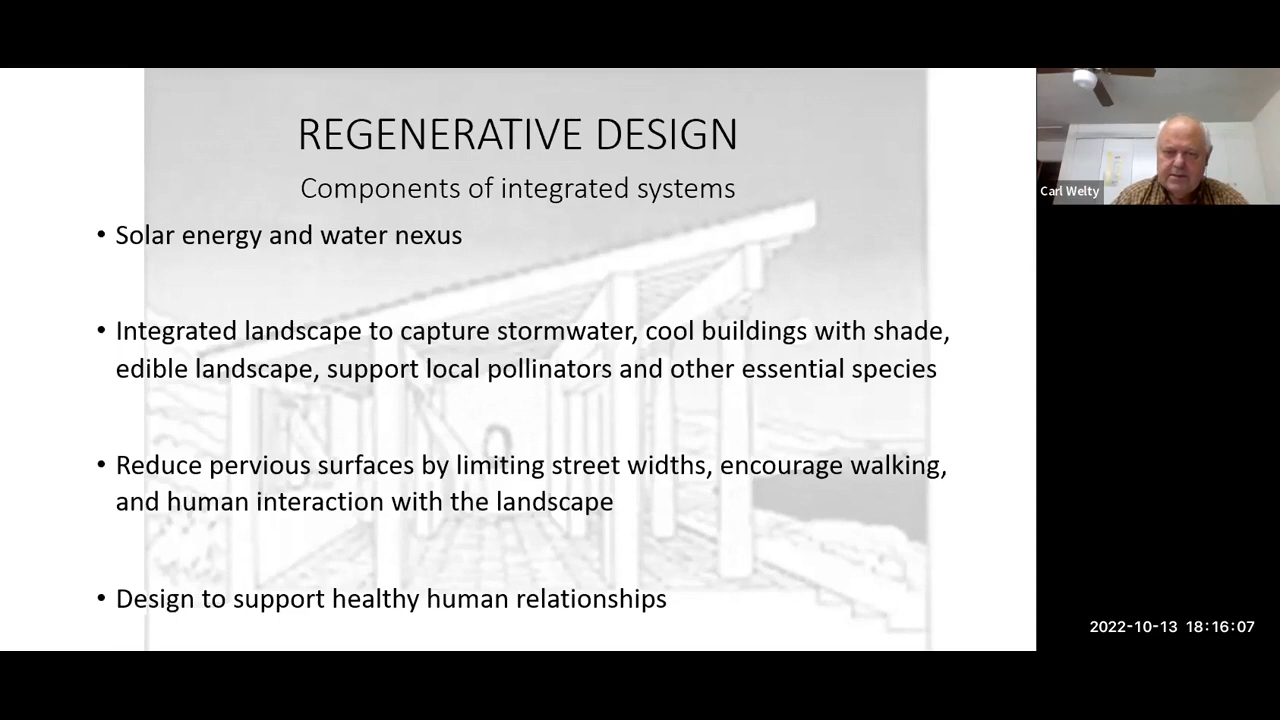 REGENERATIVE DESIGN
Components of integrated systems
• Solar energy and water nexus
• Integrated landscape to capture stormwater, cool buildings with shade,
edible landscape, support local pollinators and other essential species
• Reduce pervious surfaces by limiting street widths, encourage walking,
and human interaction with the landscape
• Design to support healthy human relationships
Carl Welty
2022-10-13 18:16:07